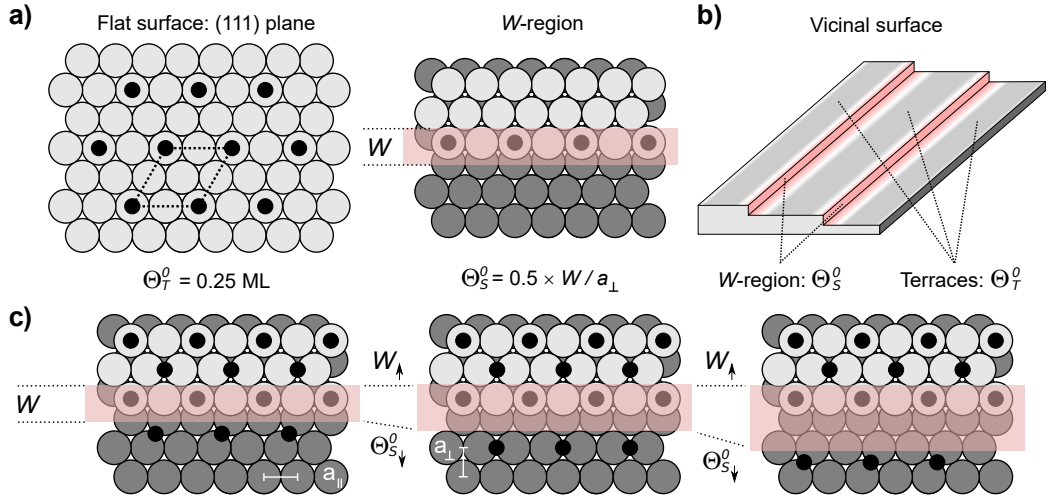 a)
Flat surface: (111) plane
W-region
b)
Vicinal surface
W
Θ_T^0 = 0.25 ML
Θ_S^0 = 0.5 × W / a_⊥
W-region: Θ_S^0
Terraces: Θ_T^0
c)
W
W↑
W↑
Θ_S^0↓
a_⊥
Θ_S^0↓
a_||